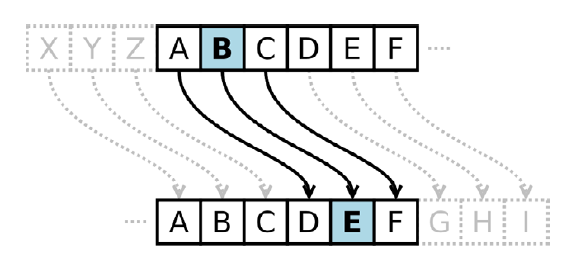 X Y Z A B C D E F ....
.... A B C D E F G H I